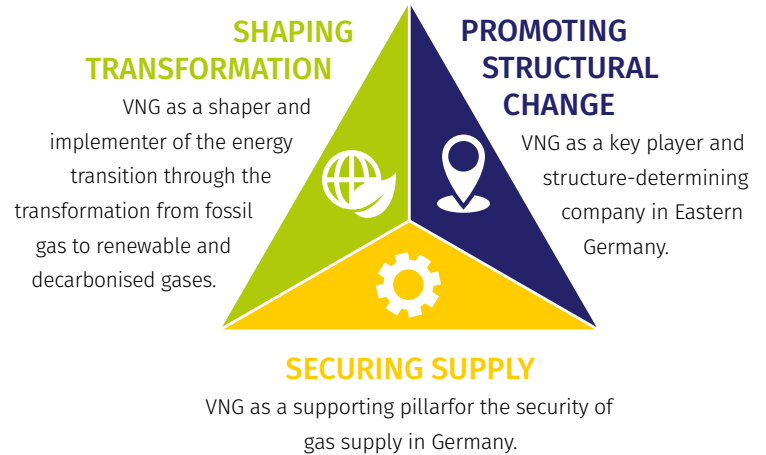 SHAPING
TRANSFORMATION
VNG as a shaper and
implementer of the energy
transition through the
transformation from fossil
gas to renewable and
decarbonised gases.
PROMOTING
STRUCTURAL
CHANGE
VNG as a key player and
structure-determining
company in Eastern
Germany.
SECURING SUPPLY
VNG as a supporting pillarfor the security of
gas supply in Germany.